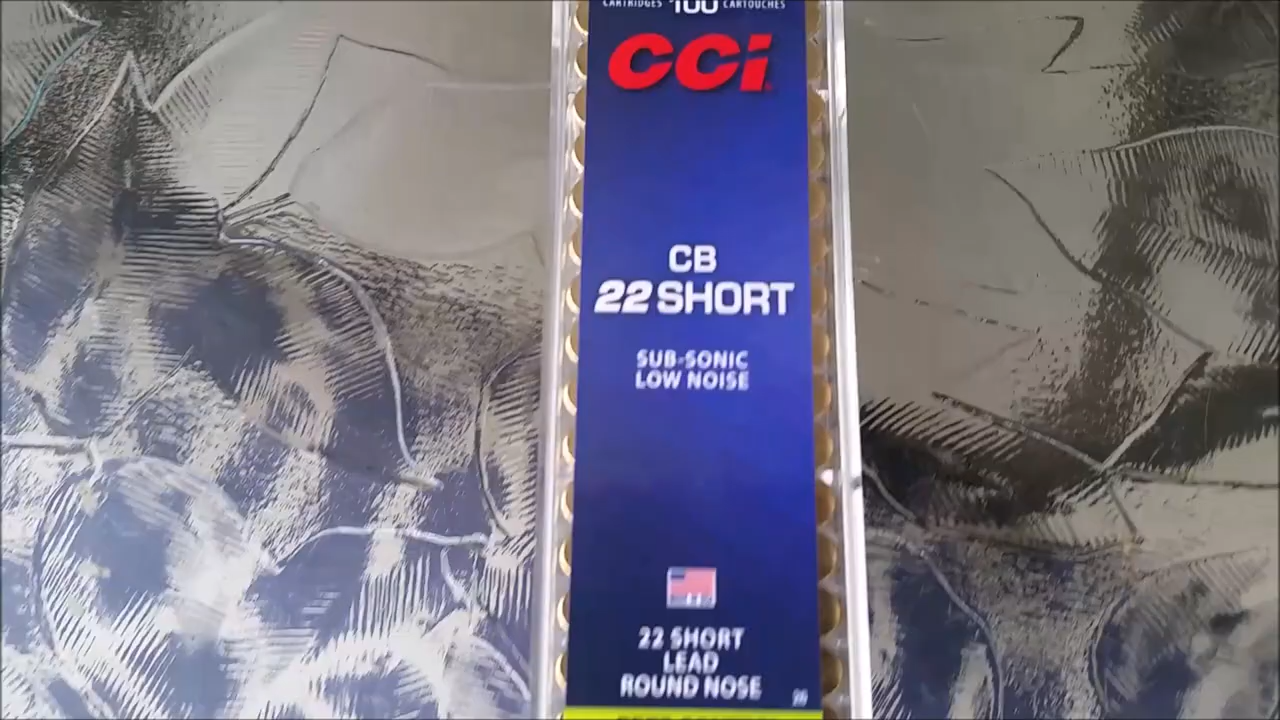 CARTRIDGES 100 CARTOUCHES
CCI
CB
22 SHORT
SUB-SONIC
LOW NOISE
22 SHORT
LEAD
ROUND NOSE